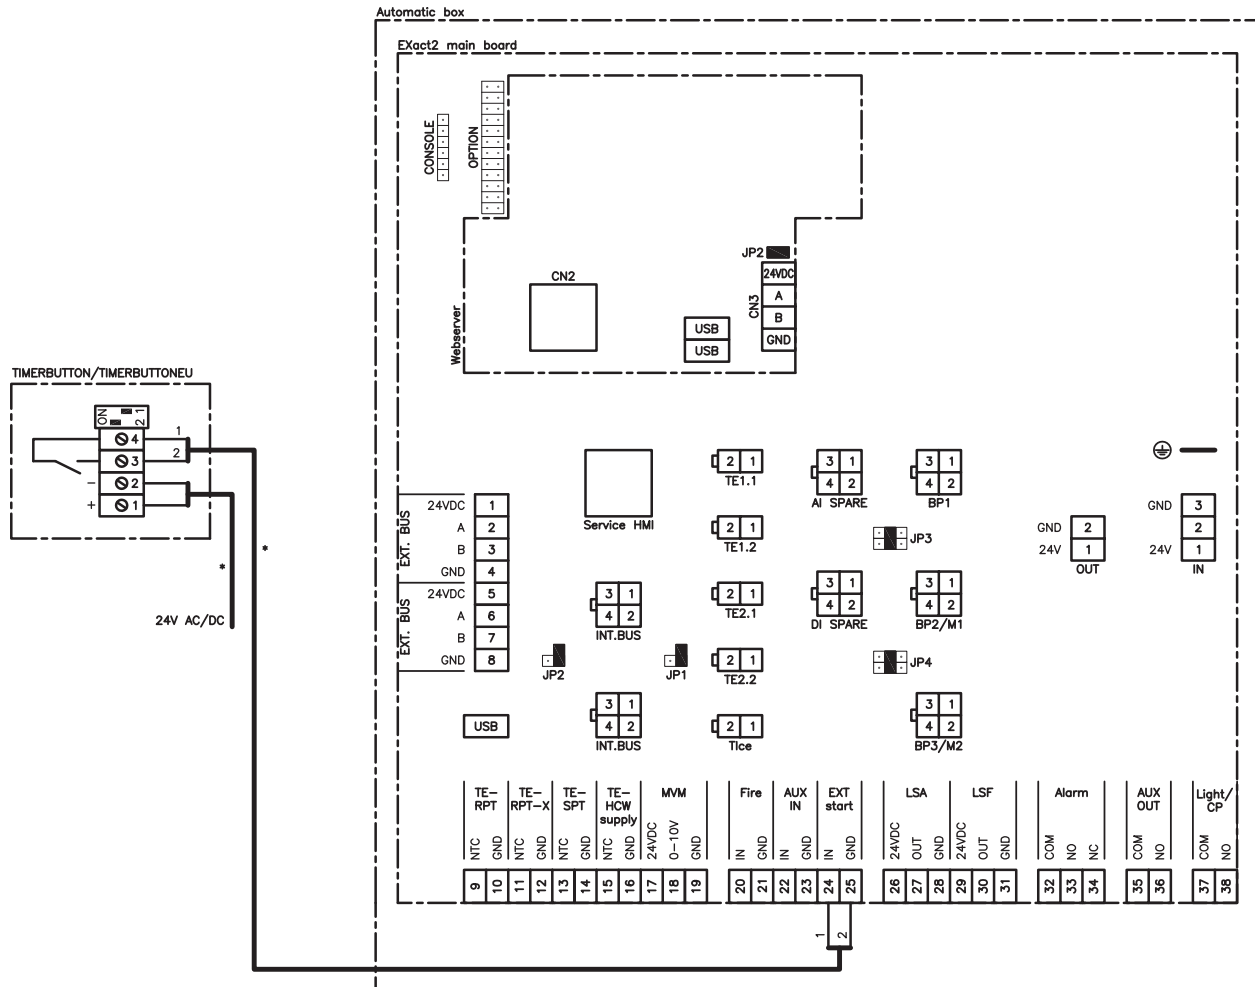 Automatic box
EXact2 main board
CONSOLE
OPTION
Webserver
CN2
JP2
CN3
24VDC
A
B
GND
USB
USB
TIMERBUTTON/TIMERBUTTONEU
ON
2 1
4
3
- 2
+ 1
1
2
*
*
24V AC/DC
EXT. BUS
24VDC 1
A 2
B 3
GND 4
EXT. BUS
24VDC 5
A 6
B 7
GND 8
USB
Service HMI
3 1
4 2
INT.BUS
JP2
JP1
3 1
4 2
INT.BUS
2 1
TE1.1
2 1
TE1.2
2 1
TE2.1
2 1
TE2.2
2 1
TIce
3 1
4 2
AI SPARE
3 1
4 2
DI SPARE
3 1
4 2
BP1
JP3
3 1
4 2
BP2/M1
JP4
3 1
4 2
BP3/M2
GND 2
24V 1
OUT
GND 3
2
24V 1
IN
TE-RPT
NTC GND
9 10
TE-RPT-X
NTC GND
11 12
TE-SPT
NTC GND
13 14
TE-HCW supply
NTC GND
15 16
MVM
24VDC 0-10V GND
17 18 19
Fire
IN GND
20 21
AUX IN
IN GND
22 23
EXT start
IN GND
24 25
LSA
24VDC OUT GND
26 27 28
LSF
24VDC OUT GND
29 30 31
Alarm
COM NO NC
32 33 34
AUX OUT
COM NO
35 36
Light/CP
COM NO
37 38
1 2